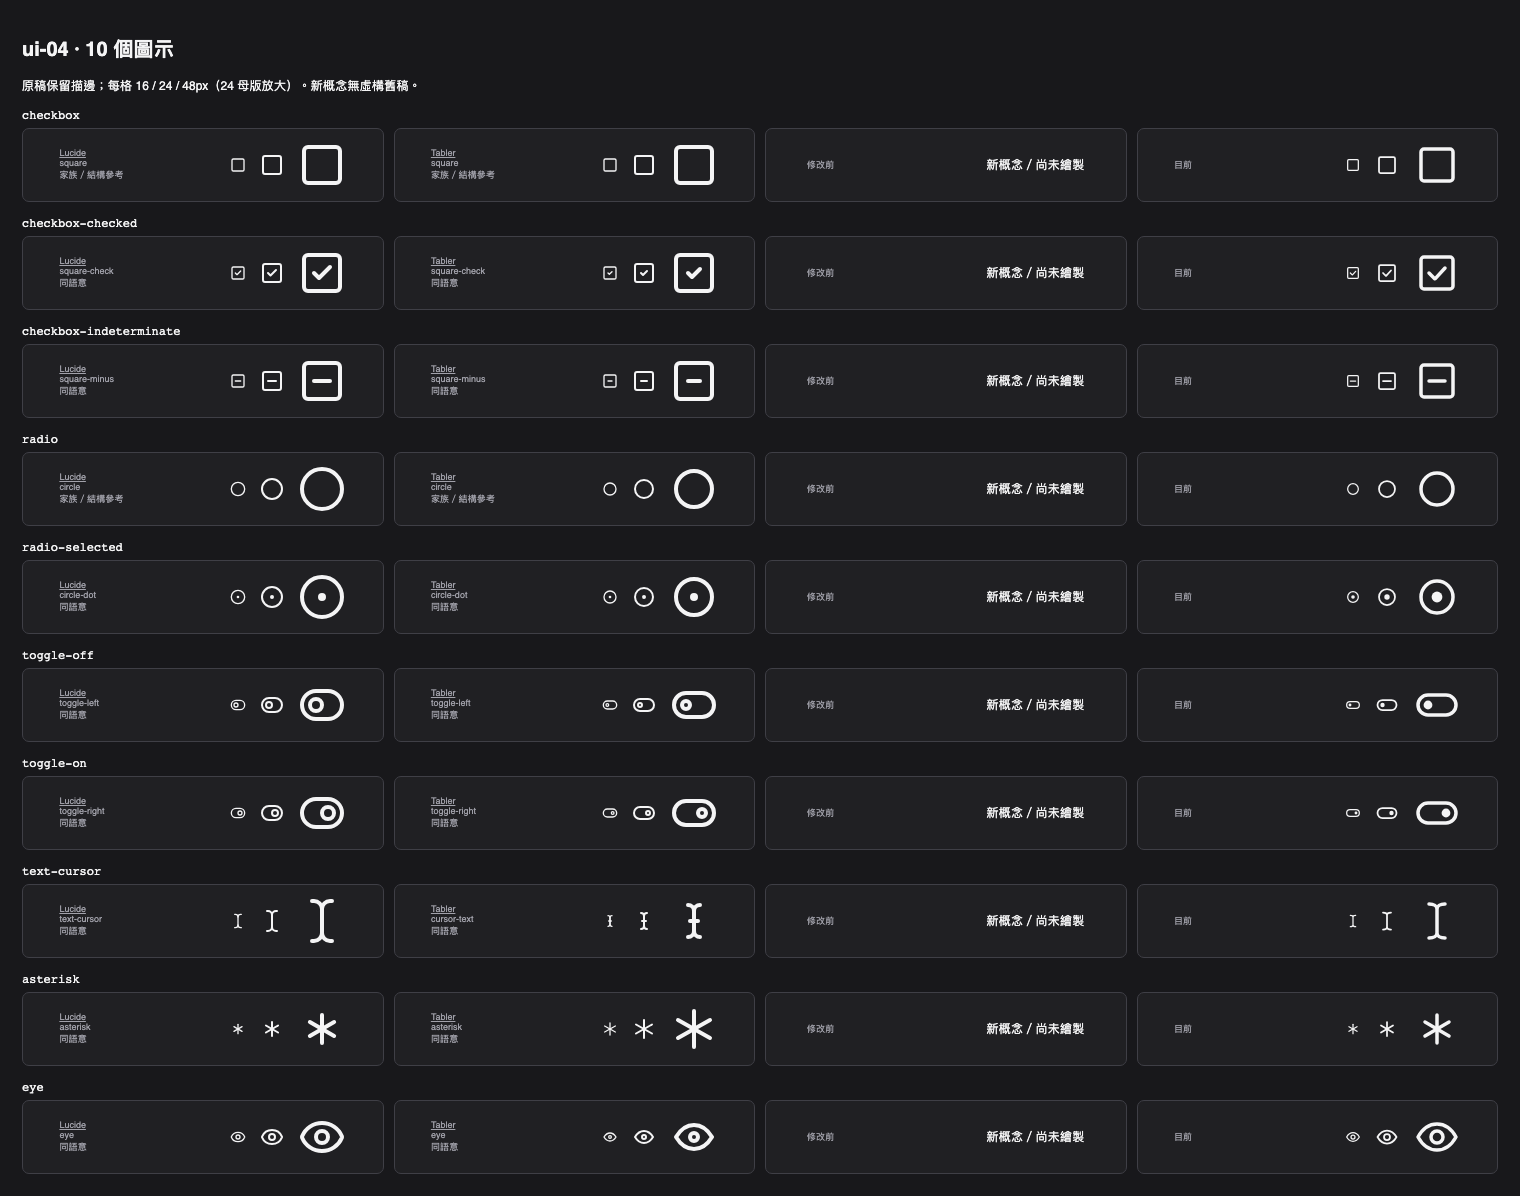 ui-04 · 10 個圖示
原稿保留描邊；每格 16 / 24 / 48px（24 母版放大）。新概念無虛構舊稿。
checkbox
Lucide
square
家族 / 結構參考
Tabler
square
家族 / 結構參考
修改前
新概念 / 尚未繪製
目前
checkbox-checked
Lucide
square-check
同語意
Tabler
square-check
同語意
修改前
新概念 / 尚未繪製
目前
checkbox-indeterminate
Lucide
square-minus
同語意
Tabler
square-minus
同語意
修改前
新概念 / 尚未繪製
目前
radio
Lucide
circle
家族 / 結構參考
Tabler
circle
家族 / 結構參考
修改前
新概念 / 尚未繪製
目前
radio-selected
Lucide
circle-dot
同語意
Tabler
circle-dot
同語意
修改前
新概念 / 尚未繪製
目前
toggle-off
Lucide
toggle-left
同語意
Tabler
toggle-left
同語意
修改前
新概念 / 尚未繪製
目前
toggle-on
Lucide
toggle-right
同語意
Tabler
toggle-right
同語意
修改前
新概念 / 尚未繪製
目前
text-cursor
Lucide
text-cursor
同語意
Tabler
cursor-text
同語意
修改前
新概念 / 尚未繪製
目前
asterisk
Lucide
asterisk
同語意
Tabler
asterisk
同語意
修改前
新概念 / 尚未繪製
目前
eye
Lucide
eye
同語意
Tabler
eye
同語意
修改前
新概念 / 尚未繪製
目前